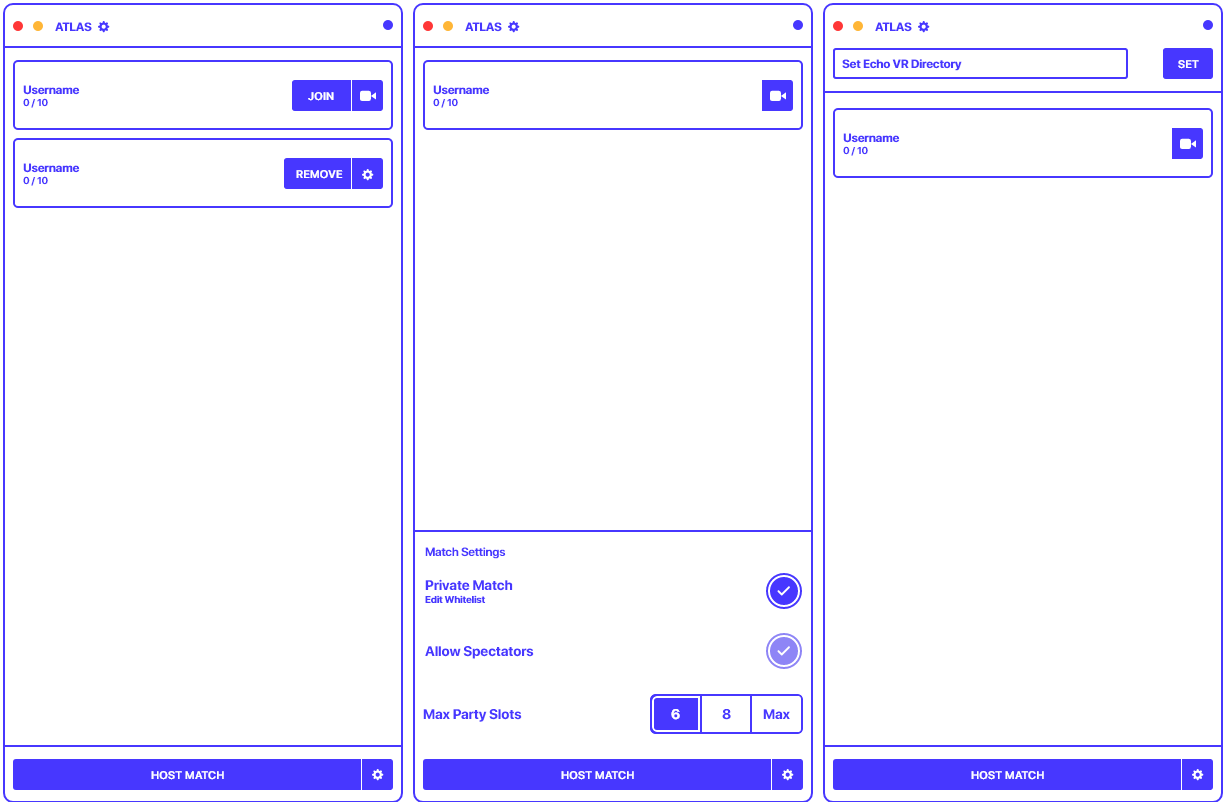 ATLAS
Username
0 / 10
JOIN
Username
0 / 10
REMOVE
HOST MATCH
ATLAS
Username
0 / 10
Match Settings
Private Match
Edit Whitelist
Allow Spectators
Max Party Slots
6 8 Max
HOST MATCH
ATLAS
Set Echo VR Directory
SET
Username
0 / 10
HOST MATCH